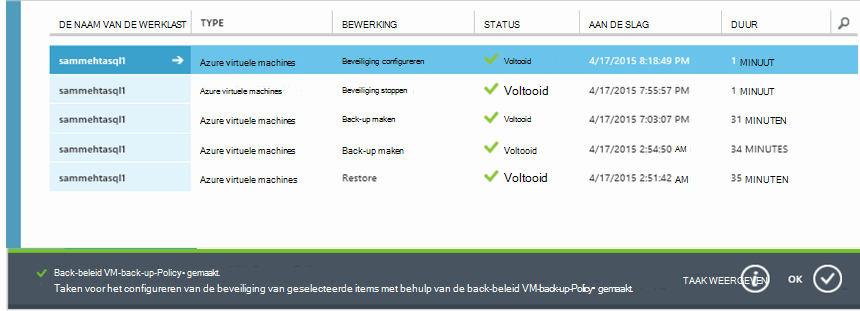 DE NAAM VAN DE WERKLAST TYPE BEWERKING STATUS AAN DE SLAG DUUR
sammehtasql1 Azure virtuele machines Beveiliging configureren Voltooid 4/17/2015 8:18:49 PM 1 MINUUT
sammehtasql1 Azure virtuele machines Beveiliging stoppen Voltooid 4/17/2015 7:55:57 PM 1 MINUUT
sammehtasql1 Azure virtuele machines Back-up maken Voltooid 4/17/2015 7:03:07 PM 31 MINUTEN
sammehtasql1 Azure virtuele machines Back-up maken Voltooid 4/17/2015 2:54:50 AM 34 MINUTES
sammehtasql1 Azure virtuele machines Restore Voltooid 4/17/2015 2:51:42 AM 35 MINUTEN
Back-beleid VM-back-up-Policy- gemaakt.
Taken voor het configureren van de beveiliging van geselecteerde items met behulp van de back-beleid VM-back-up-Policy- gemaakt.
TAAK WEERGEVEN OK